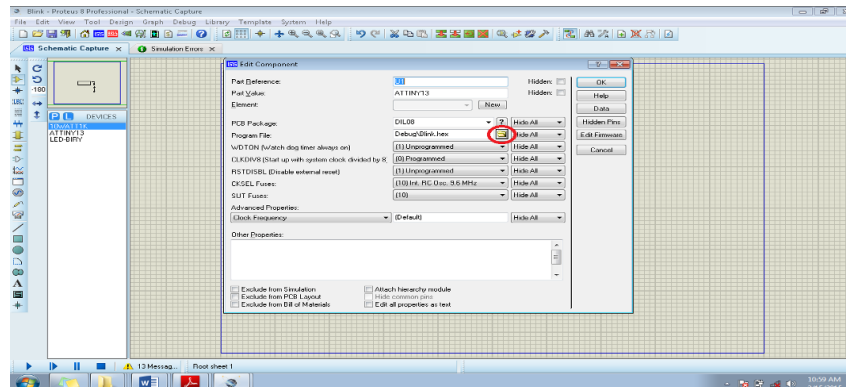 Blink - Proteus 8 Professional - Schematic Capture
File Edit View Tool Design Graph Debug Library Template System Help
Schematic Capture × Simulation Errors ×
Edit Component
Part Reference: U1 Hidden: OK
Part Value: ATTINY13 Hidden: Help
Element: New Data
PCB Package: DIL08 ? Hide All Hidden Pins
Program File: Debug\Blink.hex Hide All Edit Firmware
WDTON (Watch dog timer always on) (1) Unprogrammed Hide All Cancel
CLKDIV8 (Start up with system clock divided by 8) (0) Programmed Hide All
RSTDISBL (Disable external reset) (1) Unprogrammed Hide All
CKSEL Fuses: (10) Int. RC Osc. 9.6 MHz Hide All
SUT Fuses: (10) Hide All
Advanced Properties:
Clock Frequency (Default) Hide All
Other Properties:
Exclude from Simulation Attach hierarchy module
Exclude from PCB Layout Hide common pins
Exclude from Bill of Materials Edit all properties as text
-180
P L DEVICES
10WATT1K
ATTINY13
LED-BIRY
13 Messag... Root sheet 1
10:59 AM